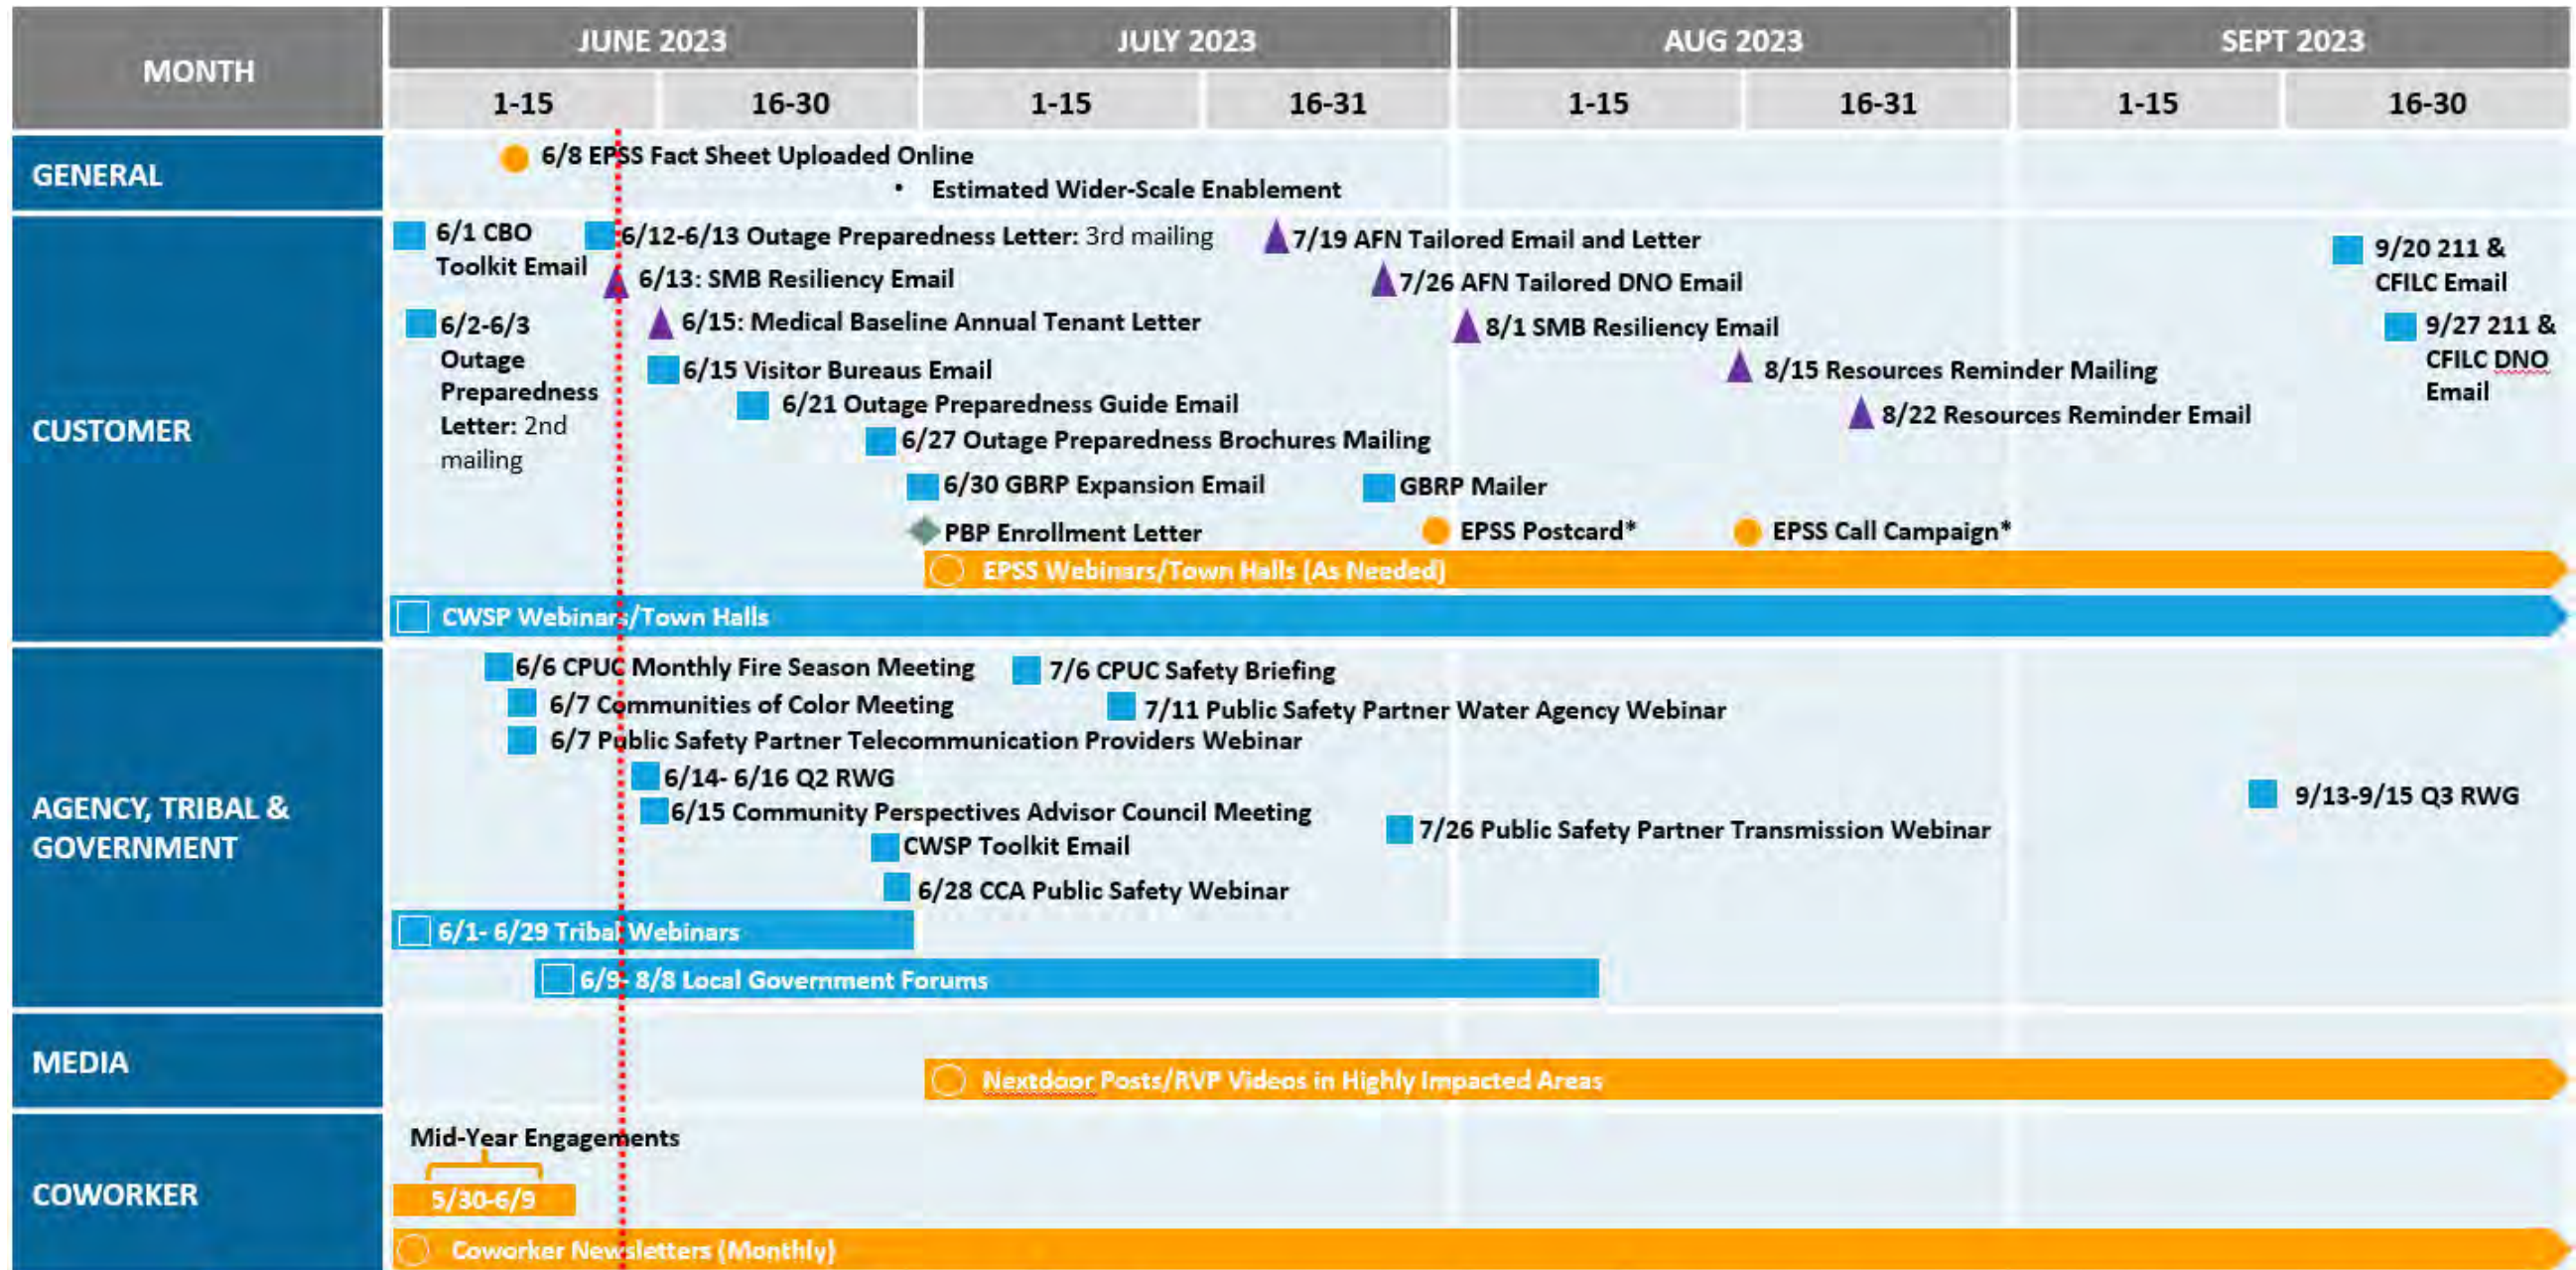 MONTH
JUNE 2023
JULY 2023
AUG 2023
SEPT 2023
1-15
16-30
1-15
16-31
1-15
16-31
1-15
16-30
GENERAL
6/8 EPSS Fact Sheet Uploaded Online
• Estimated Wider-Scale Enablement
CUSTOMER
6/1 CBO
Toolkit Email
6/12-6/13 Outage Preparedness Letter: 3rd mailing
6/13: SMB Resiliency Email
6/2-6/3
Outage
Preparedness
Letter: 2nd
mailing
6/15: Medical Baseline Annual Tenant Letter
6/15 Visitor Bureaus Email
6/21 Outage Preparedness Guide Email
6/27 Outage Preparedness Brochures Mailing
6/30 GBRP Expansion Email
PBP Enrollment Letter
7/19 AFN Tailored Email and Letter
7/26 AFN Tailored DNO Email
8/1 SMB Resiliency Email
8/15 Resources Reminder Mailing
8/22 Resources Reminder Email
GBRP Mailer
EPSS Postcard*
EPSS Call Campaign*
9/20 211 &
CFILC Email
9/27 211 &
CFILC DNO
Email
EPSS Webinars/Town Halls (As Needed)
CWSP Webinars/Town Halls
AGENCY, TRIBAL &
GOVERNMENT
6/6 CPUC Monthly Fire Season Meeting
6/7 Communities of Color Meeting
6/7 Public Safety Partner Telecommunication Providers Webinar
6/14- 6/16 Q2 RWG
6/15 Community Perspectives Advisor Council Meeting
CWSP Toolkit Email
6/28 CCA Public Safety Webinar
7/6 CPUC Safety Briefing
7/11 Public Safety Partner Water Agency Webinar
7/26 Public Safety Partner Transmission Webinar
9/13-9/15 Q3 RWG
6/1- 6/29 Tribal Webinars
6/9- 8/8 Local Government Forums
MEDIA
Nextdoor Posts/RVP Videos in Highly Impacted Areas
COWORKER
Mid-Year Engagements
5/30-6/9
Coworker Newsletters (Monthly)